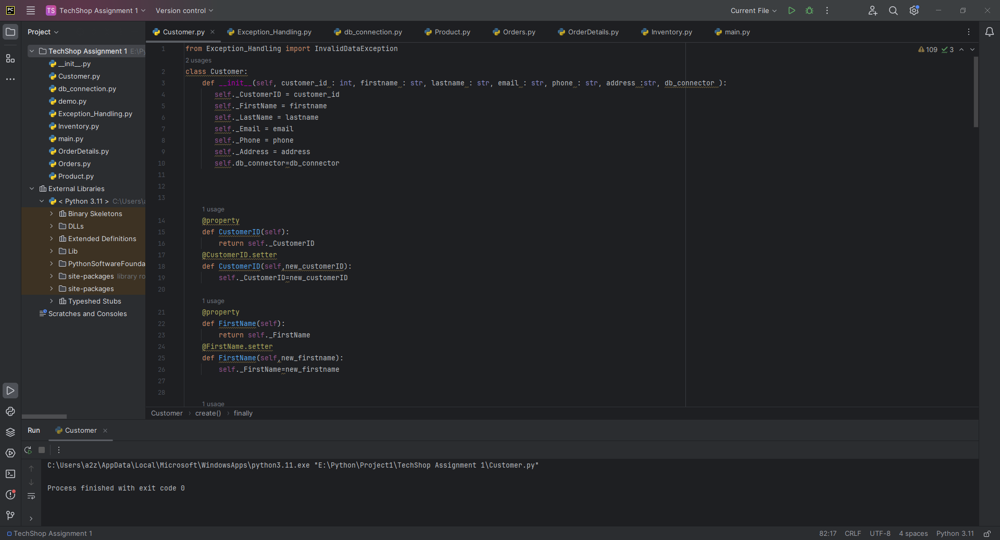 PC TS TechShop Assignment 1 Version control Current File
Project
TechShop Assignment 1 E:\Py
__init__.py
Customer.py
db_connection.py
demo.py
Exception_Handling.py
Inventory.py
main.py
OrderDetails.py
Orders.py
Product.py
External Libraries
< Python 3.11 > C:\Users\a
Binary Skeletons
DLLs
Extended Definitions
Lib
PythonSoftwareFounda
site-packages library ro
site-packages
Typeshed Stubs
Scratches and Consoles
Customer.py Exception_Handling.py db_connection.py Product.py Orders.py OrderDetails.py Inventory.py main.py
109 3
1 from Exception_Handling import InvalidDataException
2 usages
2 class Customer:
3 def __init__(self, customer_id : int, firstname : str, lastname : str, email : str, phone : str, address :str, db_connector ):
4 self._CustomerID = customer_id
5 self._FirstName = firstname
6 self._LastName = lastname
7 self._Email = email
8 self._Phone = phone
9 self._Address = address
10 self.db_connector=db_connector
11
12
13
1 usage
14 @property
15 def CustomerID(self):
16 return self._CustomerID
17 @CustomerID.setter
18 def CustomerID(self,new_customerID):
19 self._CustomerID=new_customerID
20
1 usage
21 @property
22 def FirstName(self):
23 return self._FirstName
24 @FirstName.setter
25 def FirstName(self,new_firstname):
26 self._FirstName=new_firstname
27
28
1 usage
Customer › create() › finally
Run Customer
C:\Users\a2z\AppData\Local\Microsoft\WindowsApps\python3.11.exe "E:\Python\Project1\TechShop Assignment 1\Customer.py"
Process finished with exit code 0
TechShop Assignment 1 82:17 CRLF UTF-8 4 spaces Python 3.11